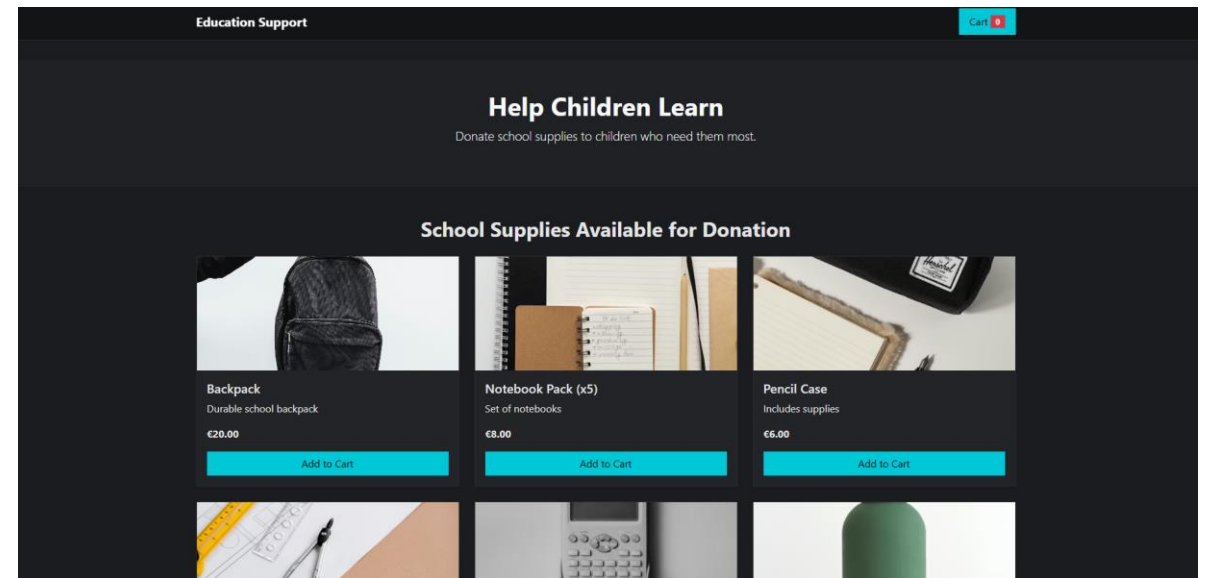 Education Support
Cart 0
Help Children Learn
Donate school supplies to children who need them most.
School Supplies Available for Donation
Herschel
Backpack
Durable school backpack
€20.00
Add to Cart
Notebook Pack (x5)
Set of notebooks
€8.00
Add to Cart
Pencil Case
Includes supplies
€6.00
Add to Cart